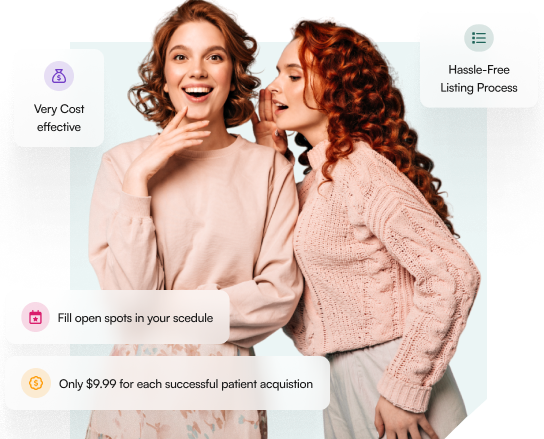 Very Cost
effective
Hassle-Free
Listing Process
Fill open spots in your scedule
Only $9.99 for each successful patient acquistion